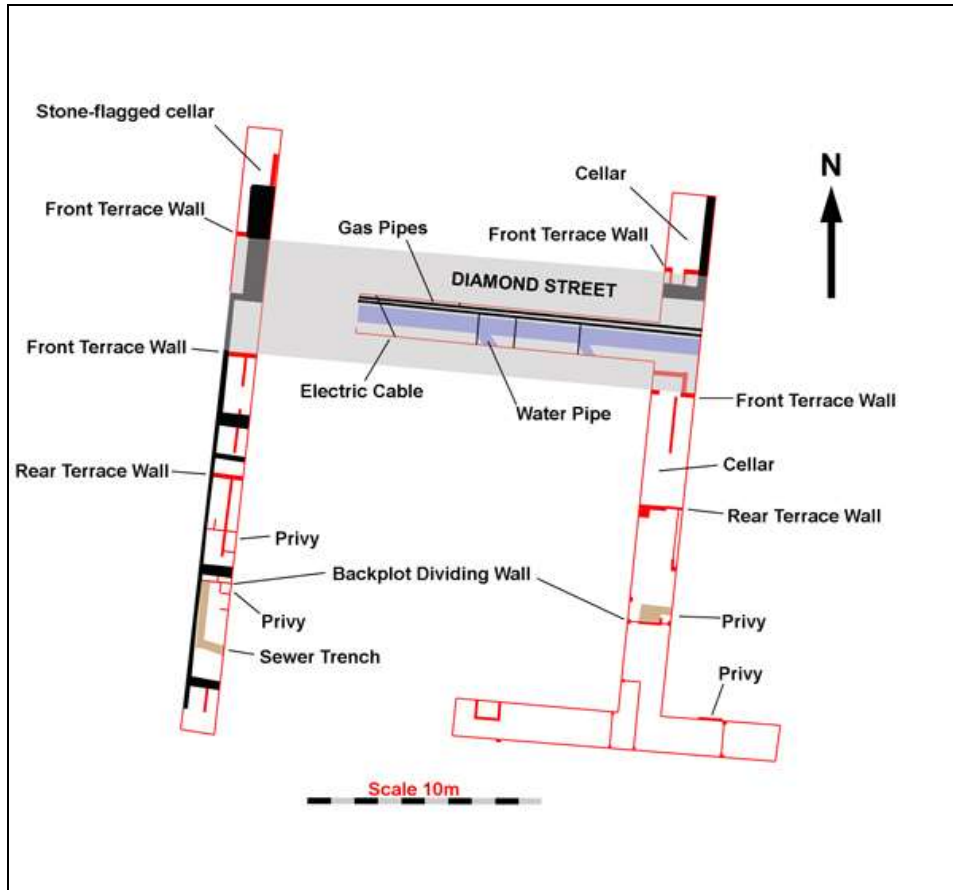 Stone-flagged cellar
Cellar
N
Front Terrace Wall
Gas Pipes
Front Terrace Wall
DIAMOND STREET
Front Terrace Wall
Electric Cable
Water Pipe
Front Terrace Wall
Rear Terrace Wall
Cellar
Rear Terrace Wall
Privy
Backplot Dividing Wall
Privy
Privy
Sewer Trench
Privy
Scale 10m